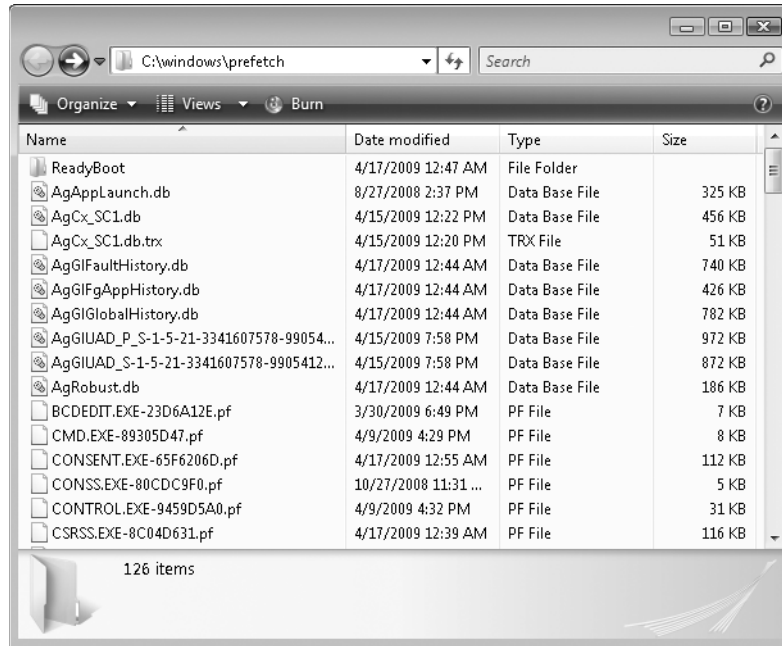 C:\windows\prefetch Search
Organize Views Burn
Name Date modified Type Size
ReadyBoot 4/17/2009 12:47 AM File Folder
AgAppLaunch.db 8/27/2008 2:37 PM Data Base File 325 KB
AgCx_SC1.db 4/15/2009 12:22 PM Data Base File 456 KB
AgCx_SC1.db.trx 4/15/2009 12:20 PM TRX File 51 KB
AgGlFaultHistory.db 4/17/2009 12:44 AM Data Base File 740 KB
AgGlFgAppHistory.db 4/17/2009 12:44 AM Data Base File 426 KB
AgGlGlobalHistory.db 4/17/2009 12:44 AM Data Base File 782 KB
AgGlUAD_P_S-1-5-21-3341607578-99054... 4/15/2009 7:58 PM Data Base File 972 KB
AgGlUAD_S-1-5-21-3341607578-9905412... 4/15/2009 7:58 PM Data Base File 872 KB
AgRobust.db 4/17/2009 12:44 AM Data Base File 186 KB
BCDEDIT.EXE-23D6A12E.pf 3/30/2009 6:49 PM PF File 7 KB
CMD.EXE-89305D47.pf 4/9/2009 4:29 PM PF File 8 KB
CONSENT.EXE-65F6206D.pf 4/17/2009 12:55 AM PF File 112 KB
CONSS.EXE-80CDC9F0.pf 10/27/2008 11:31 ... PF File 5 KB
CONTROL.EXE-9459D5A0.pf 4/9/2009 4:32 PM PF File 31 KB
CSRSS.EXE-8C04D631.pf 4/17/2009 12:39 AM PF File 116 KB
126 items